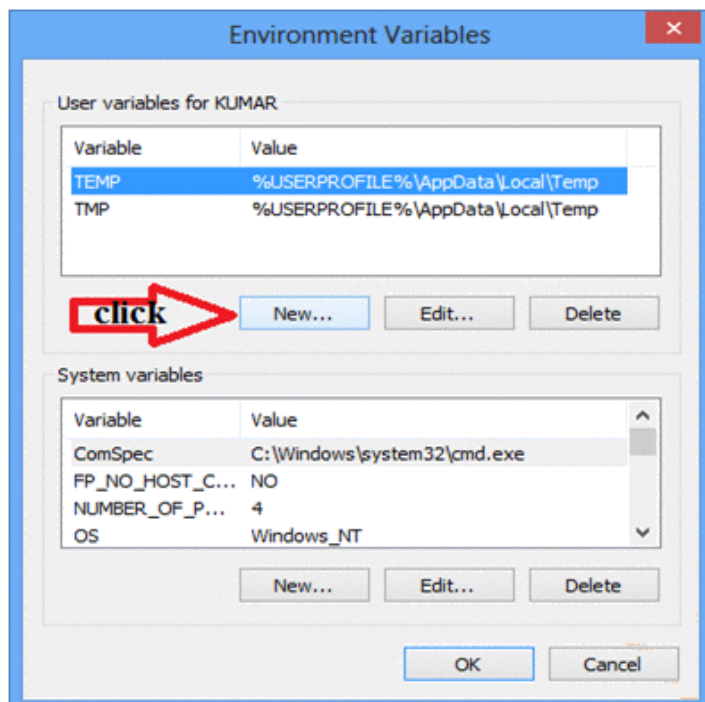 Environment Variables
User variables for KUMAR
Variable Value
TEMP %USERPROFILE%\AppData\Local\Temp
TMP %USERPROFILE%\AppData\Local\Temp
click New... Edit... Delete
System variables
Variable Value
ComSpec C:\Windows\system32\cmd.exe
FP_NO_HOST_C... NO
NUMBER_OF_P... 4
OS Windows_NT
New... Edit... Delete
OK Cancel